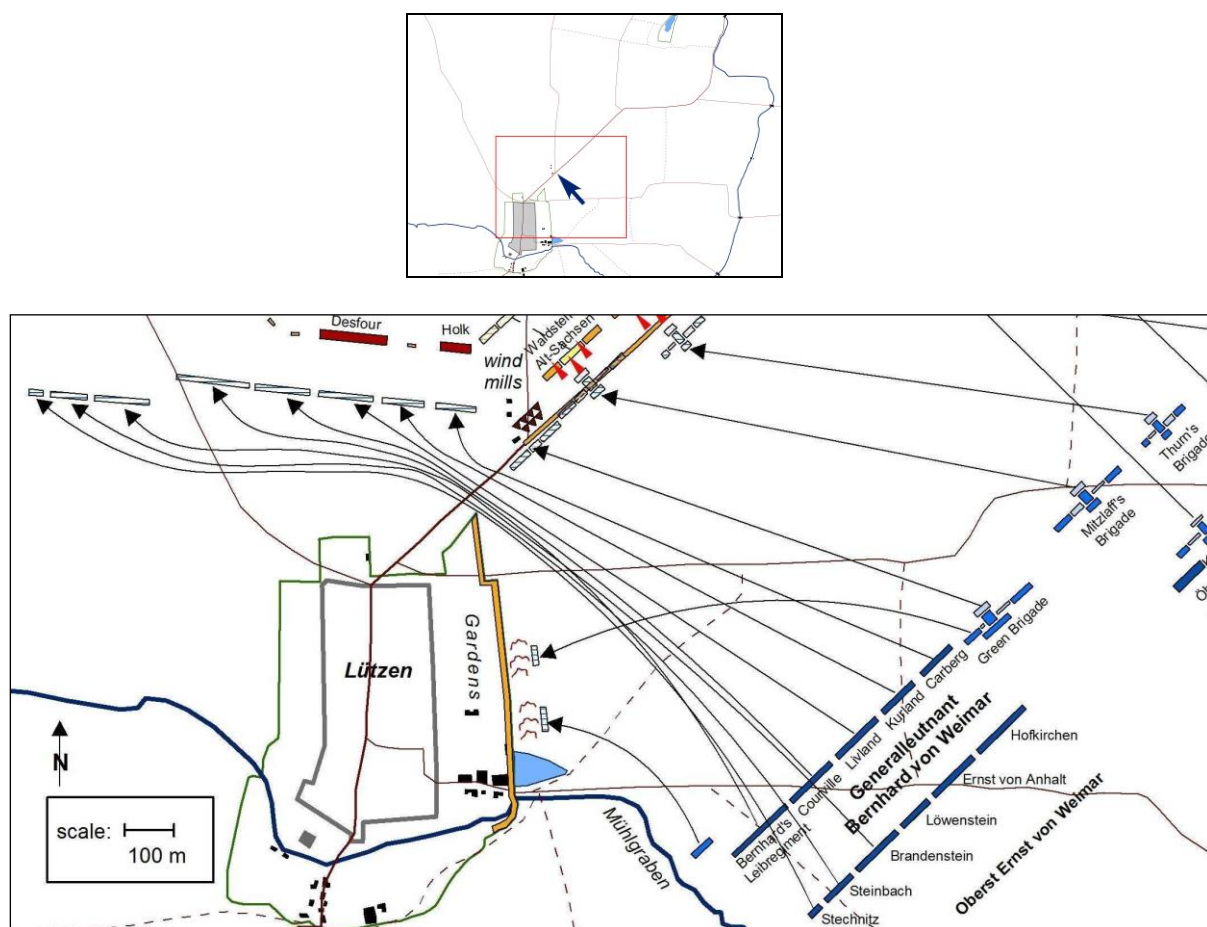 Desfour
Holk
Alt-Sachsen
wind
mills
Thurn's
Brigade
Mitzlaff's
Brigade
Green Brigade
Gardens
Lützen
Carberg
Kurland
Livland
Courville
Bernhard's
Leibregiment
Generalleutnant
Bernhard von Weimar
Hofkirchen
Ernst von Anhalt
Löwenstein
Brandenstein
Steinbach
Stechnitz
Oberst Ernst von Weimar
Mühlgraben
N
scale:
100 m